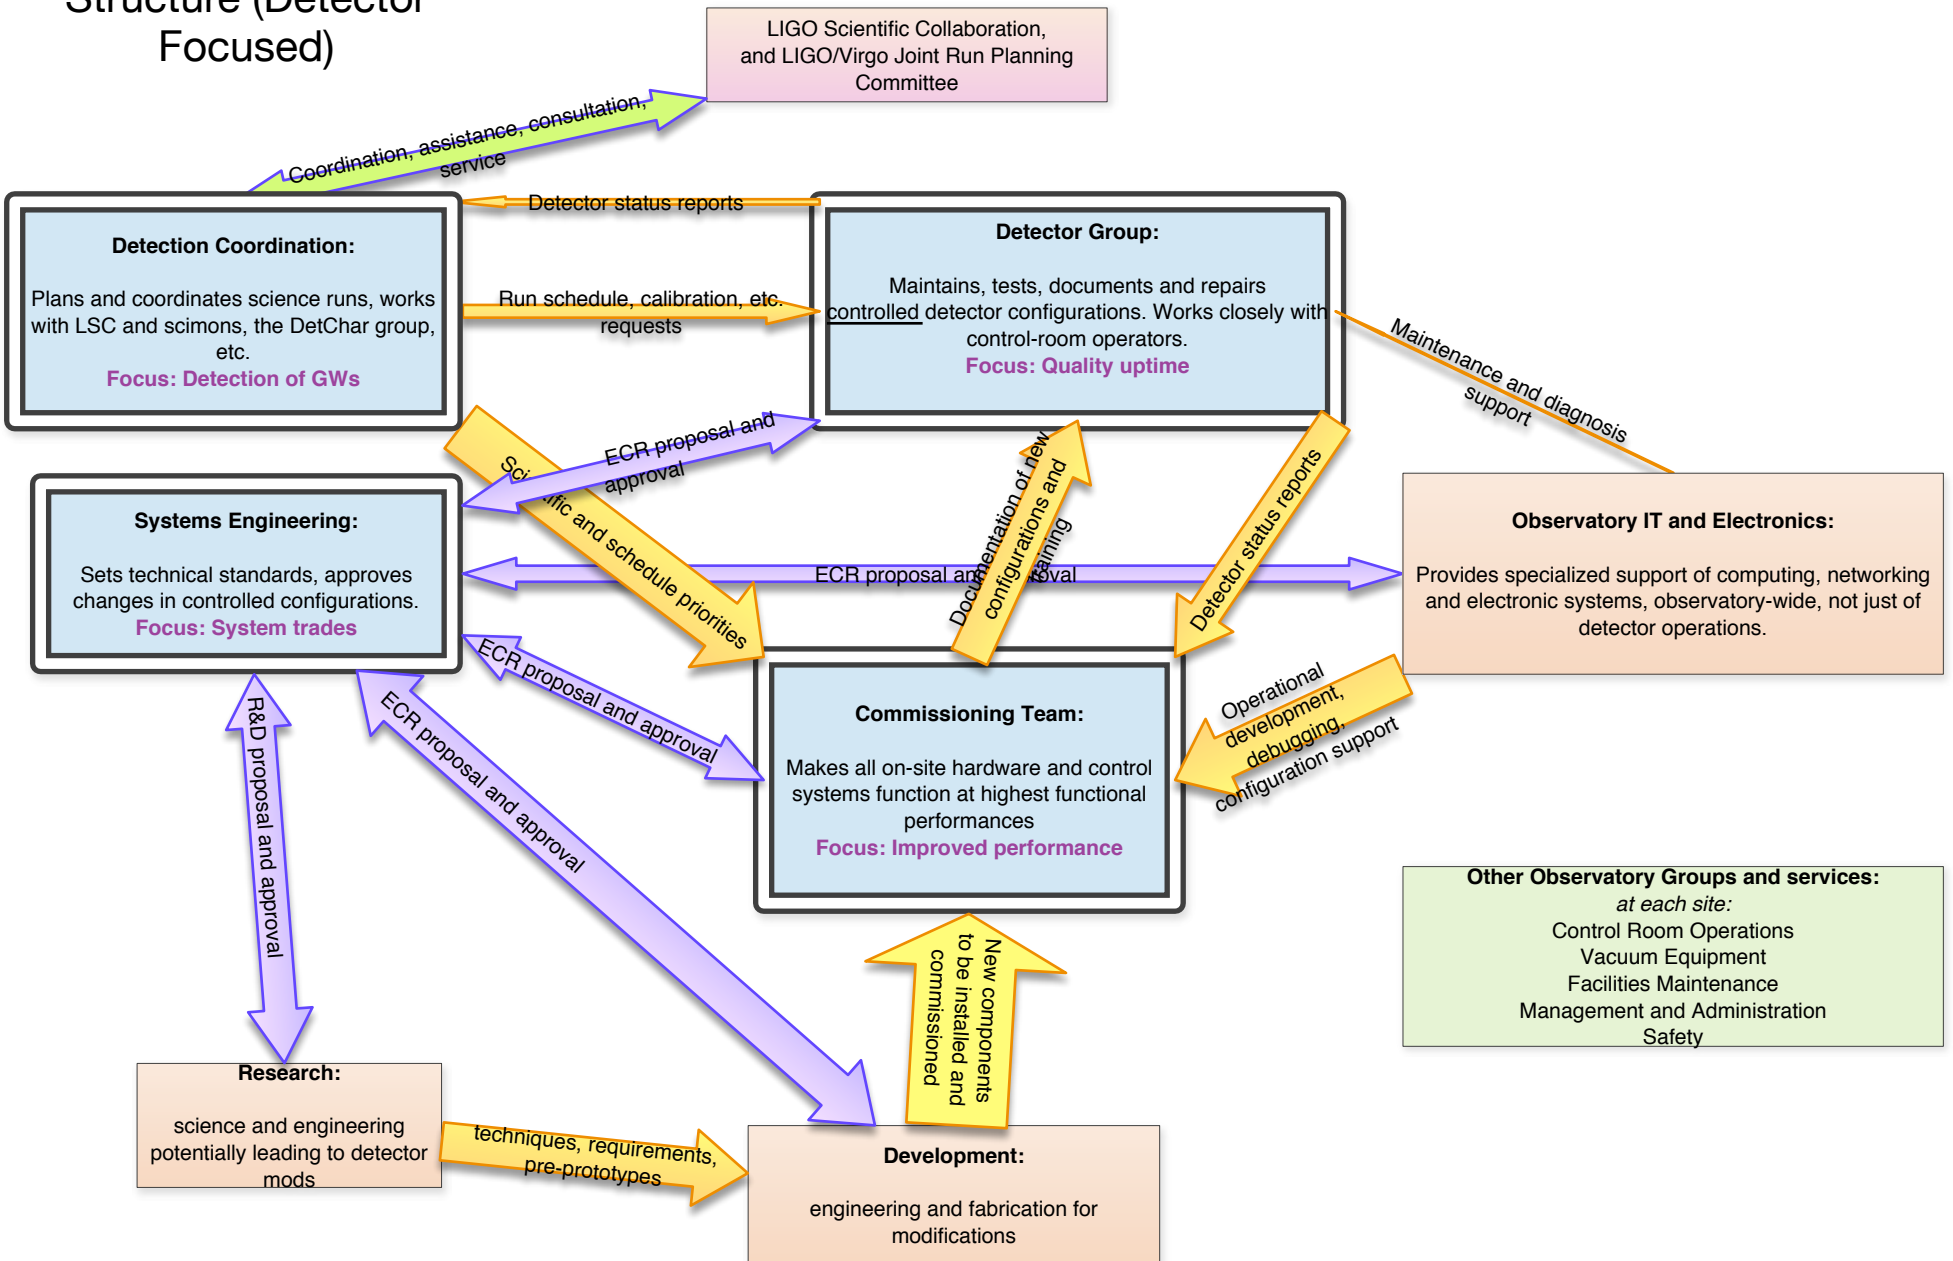 Structure (Detector
Focused)
LIGO Scientific Collaboration,
and LIGO/Virgo Joint Run Planning
Committee
Coordination, assistance, consultation,
service
Detector status reports
Detection Coordination:
Plans and coordinates science runs, works
with LSC and scimons, the DetChar group,
etc.
Focus: Detection of GWs
Run schedule, calibration, etc.
requests
Detector Group:
Maintains, tests, documents and repairs
controlled detector configurations. Works closely with
control-room operators.
Focus: Quality uptime
Maintenance and diagnosis
support
ECR proposal and
approval
Scientific and schedule priorities
Documentation of new
configurations and
training
Detector status reports
Systems Engineering:
Sets technical standards, approves
changes in controlled configurations.
Focus: System trades
ECR proposal and approval
Observatory IT and Electronics:
Provides specialized support of computing, networking
and electronic systems, observatory-wide, not just of
detector operations.
ECR proposal and approval
Operational
development,
debugging,
configuration support
R&D proposal and approval
ECR proposal and approval
Commissioning Team:
Makes all on-site hardware and control
systems function at highest functional
performances
Focus: Improved performance
Other Observatory Groups and services:
at each site:
Control Room Operations
Vacuum Equipment
Facilities Maintenance
Management and Administration
Safety
New components
to be installed and
commissioned
Research:
science and engineering
potentially leading to detector
mods
techniques, requirements,
pre-prototypes
Development:
engineering and fabrication for
modifications